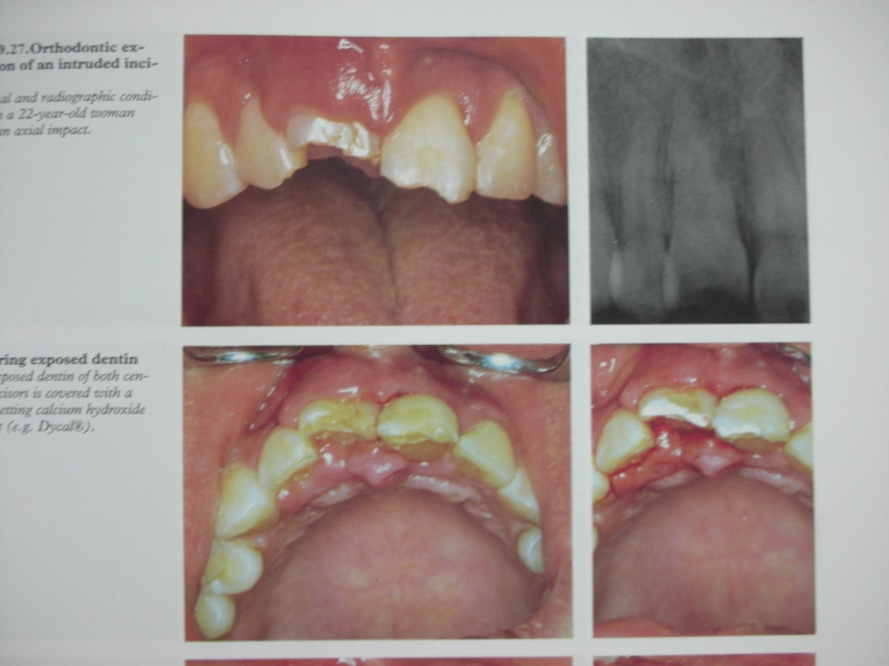 9.27.Orthodontic ex-
on of an intruded inci-
al and radiographic condi-
a 22-year-old woman
n axial impact.
ring exposed dentin
xposed dentin of both cen-
cisors is covered with a
etting calcium hydroxide
t (e.g. Dycal®).